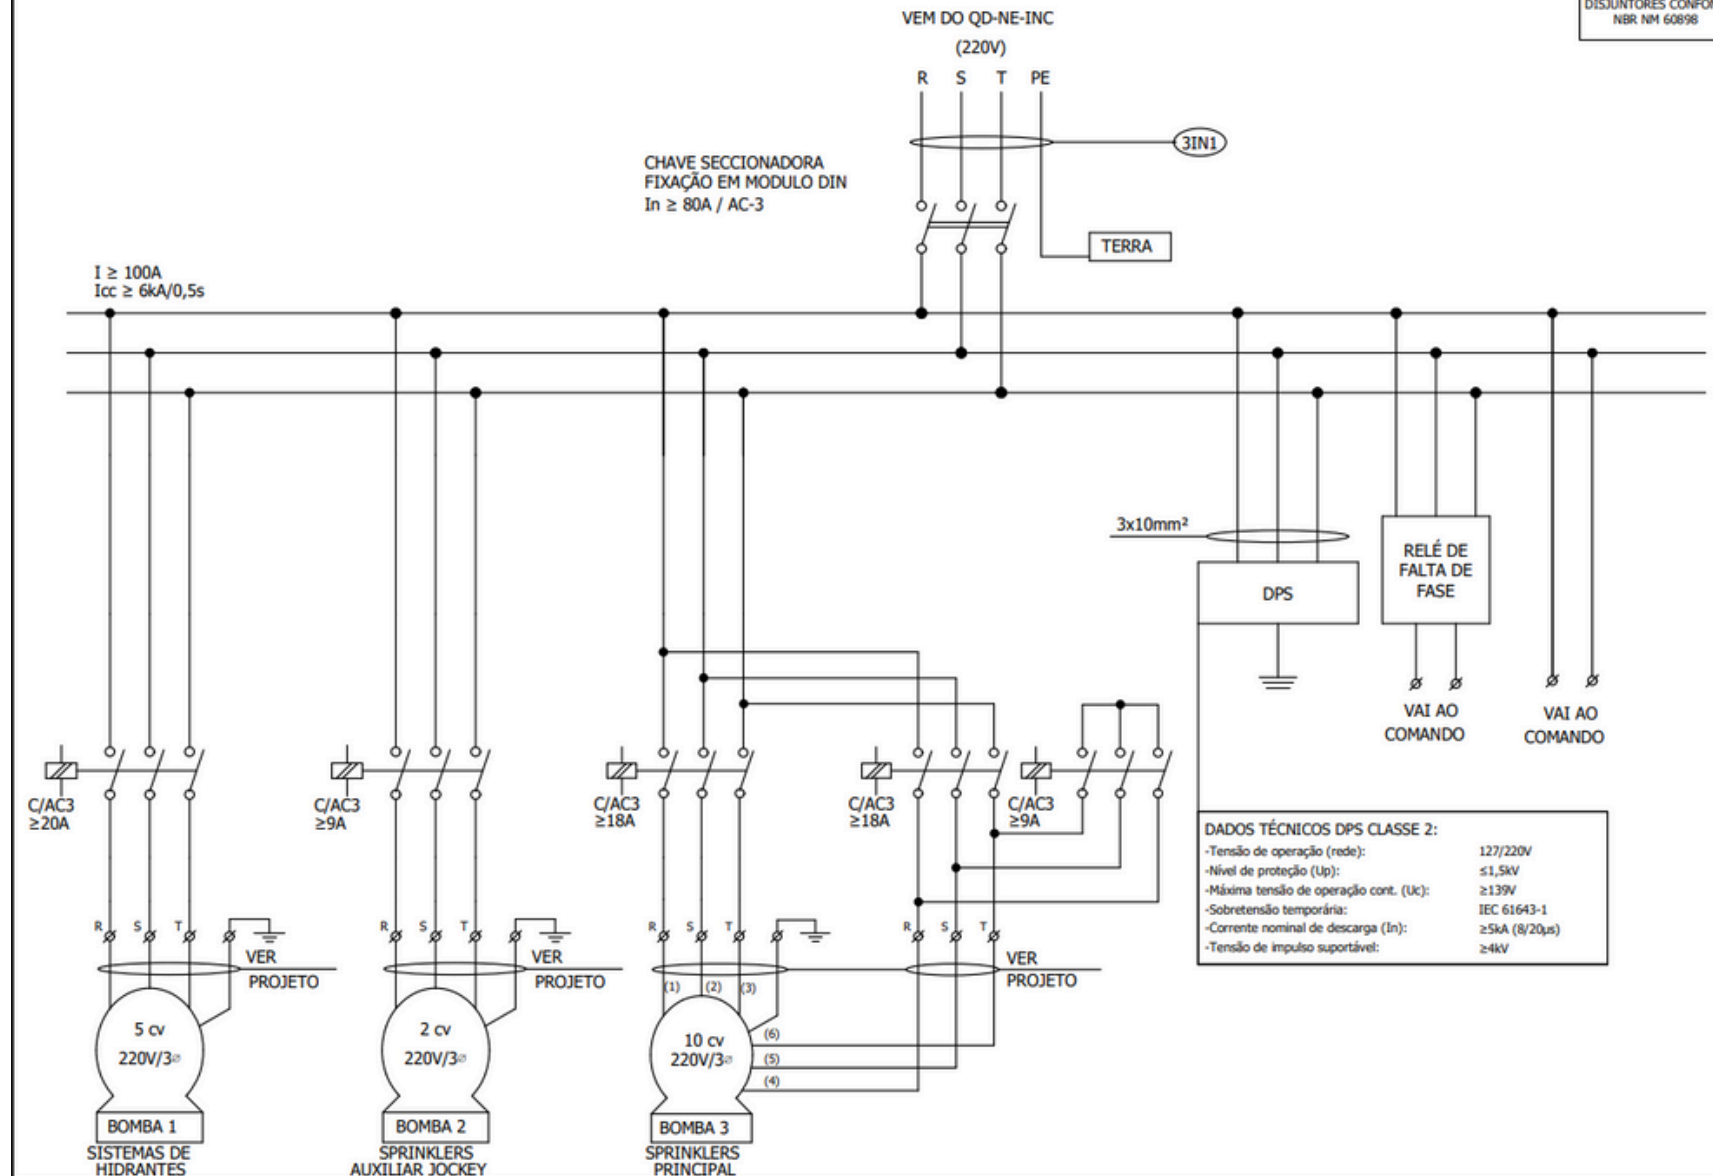 VEM DO QD-NE-INC
(220V)
R S T PE
DISJUNTORES
NBR NM 60898
3IN1
CHAVE SECCIONADORA
FIXAÇÃO EM MODULO DIN
In ≥ 80A / AC-3
TERRA
I ≥ 100A
Icc ≥ 6kA/0,5s
3x10mm²
DPS
RELÉ DE
FALTA DE
FASE
VAI AO
COMANDO
VAI AO
COMANDO
C/AC3
≥20A
C/AC3
≥9A
C/AC3
≥18A
C/AC3
≥18A
C/AC3
≥9A
DADOS TÉCNICOS DPS CLASSE 2:
-Tensão de operação (rede): 127/220V
-Nível de proteção (Up): ≤1,5kV
-Máxima tensão de operação cont. (Uc): ≥139V
-Sobretensão temporária: IEC 61643-1
-Corrente nominal de descarga (In): ≥5kA (8/20µs)
-Tensão de impulso suportável: ≥4kV
R S T
R S T
R S T
R S T
VER
PROJETO
VER
PROJETO
VER
PROJETO
(1) (2) (3)
(6)
(5)
(4)
5 cv
220V/3ø
2 cv
220V/3ø
10 cv
220V/3ø
BOMBA 1
SISTEMAS DE
HIDRANTES
BOMBA 2
SPRINKLERS
AUXILIAR JOCKEY
BOMBA 3
SPRINKLERS
PRINCIPAL